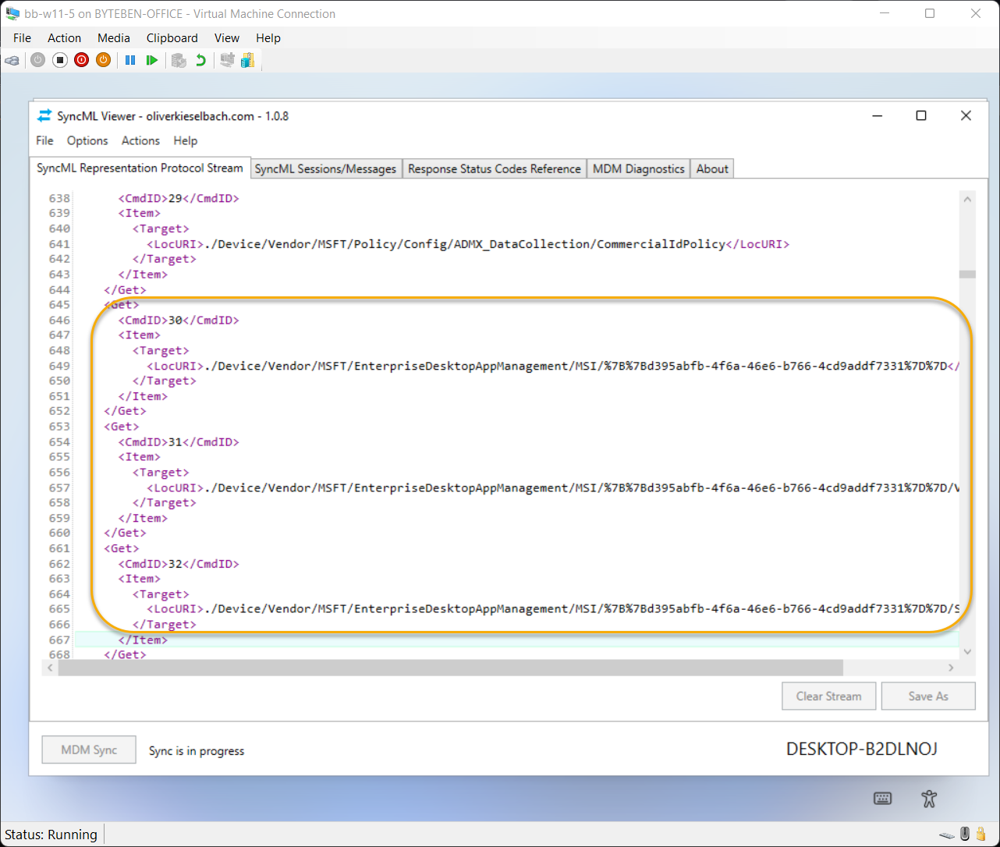 bb-w11-5 on BYTEBEN-OFFICE - Virtual Machine Connection
File Action Media Clipboard View Help
SyncML Viewer - oliverkieselbach.com - 1.0.8
File Options Actions Help
SyncML Representation Protocol Stream SyncML Sessions/Messages Response Status Codes Reference MDM Diagnostics About
638 <CmdID>29</CmdID>
639 <Item>
640 <Target>
641 <LocURI>./Device/Vendor/MSFT/Policy/Config/ADMX_DataCollection/CommercialIdPolicy</LocURI>
642 </Target>
643 </Item>
644 </Get>
645 <Get>
646 <CmdID>30</CmdID>
647 <Item>
648 <Target>
649 <LocURI>./Device/Vendor/MSFT/EnterpriseDesktopAppManagement/MSI/%7B%7Bd395abfb-4f6a-46e6-b766-4cd9addf7331%7D%7D</
650 </Target>
651 </Item>
652 </Get>
653 <Get>
654 <CmdID>31</CmdID>
655 <Item>
656 <Target>
657 <LocURI>./Device/Vendor/MSFT/EnterpriseDesktopAppManagement/MSI/%7B%7Bd395abfb-4f6a-46e6-b766-4cd9addf7331%7D%7D/V
658 </Target>
659 </Item>
660 </Get>
661 <Get>
662 <CmdID>32</CmdID>
663 <Item>
664 <Target>
665 <LocURI>./Device/Vendor/MSFT/EnterpriseDesktopAppManagement/MSI/%7B%7Bd395abfb-4f6a-46e6-b766-4cd9addf7331%7D%7D/S
666 </Target>
667 </Item>
668 </Get>
Clear Stream Save As
MDM Sync Sync is in progress DESKTOP-B2DLNOJ
Status: Running